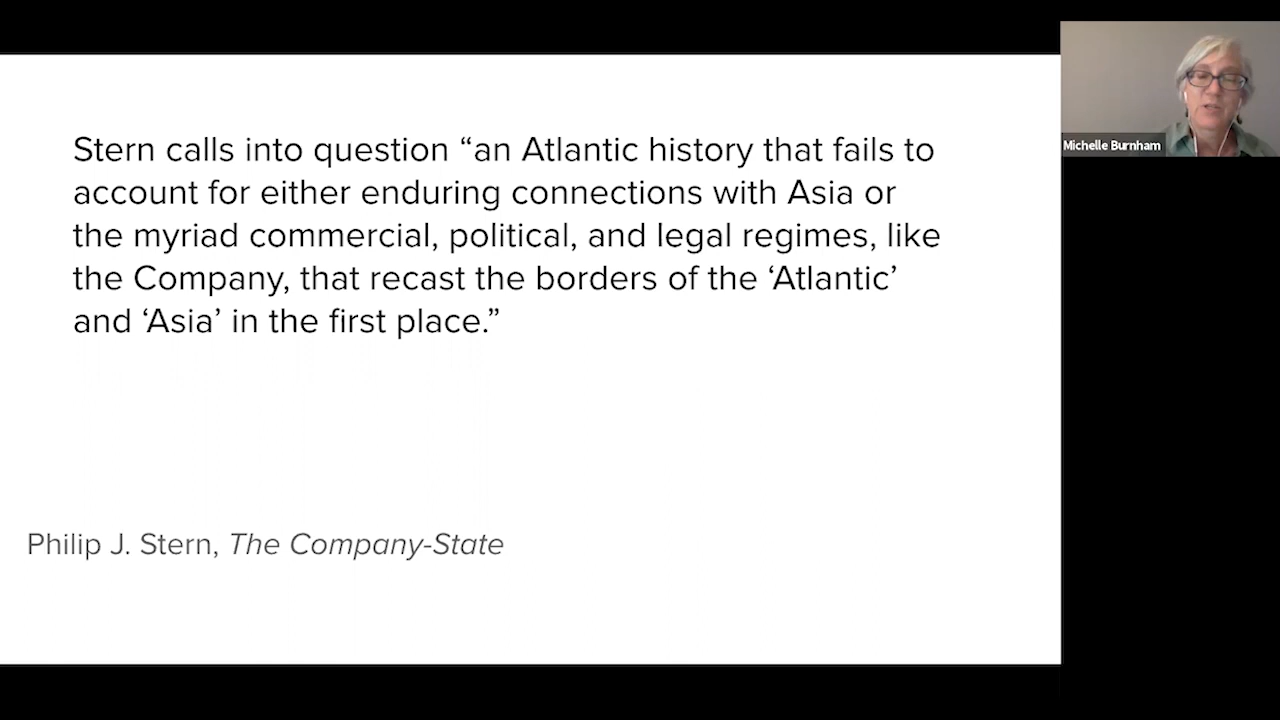 Stern calls into question “an Atlantic history that fails to
account for either enduring connections with Asia or
the myriad commercial, political, and legal regimes, like
the Company, that recast the borders of the ‘Atlantic’
and ‘Asia’ in the first place.”
Philip J. Stern, The Company-State
Michelle Burnham